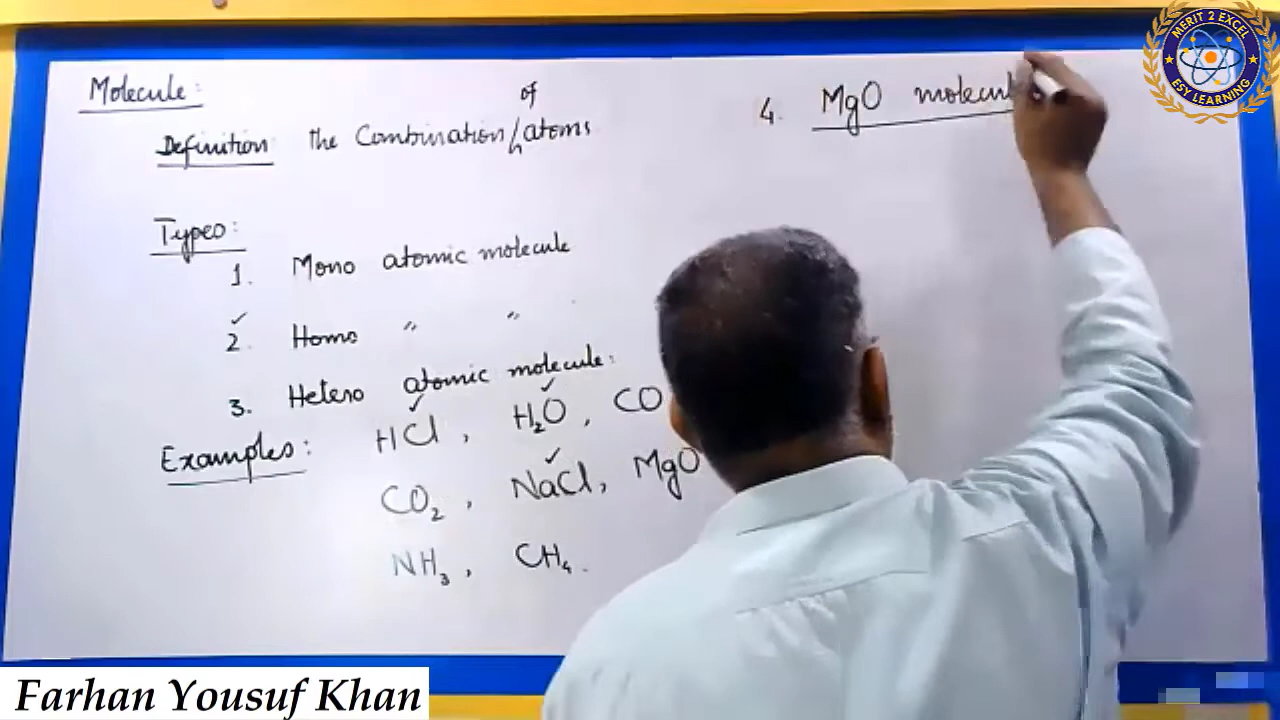 Molecule:
Definition: The Combination of atoms
Types:
1. Mono atomic molecule
2. Homo " "
3. Hetero atomic molecule:
Examples: HCl, H₂O, CO
CO₂, NaCl, MgO
NH₃, CH₄.
4. MgO molecul
MERIT 2 EXCEL
ESY LEARNING
Farhan Yousuf Khan